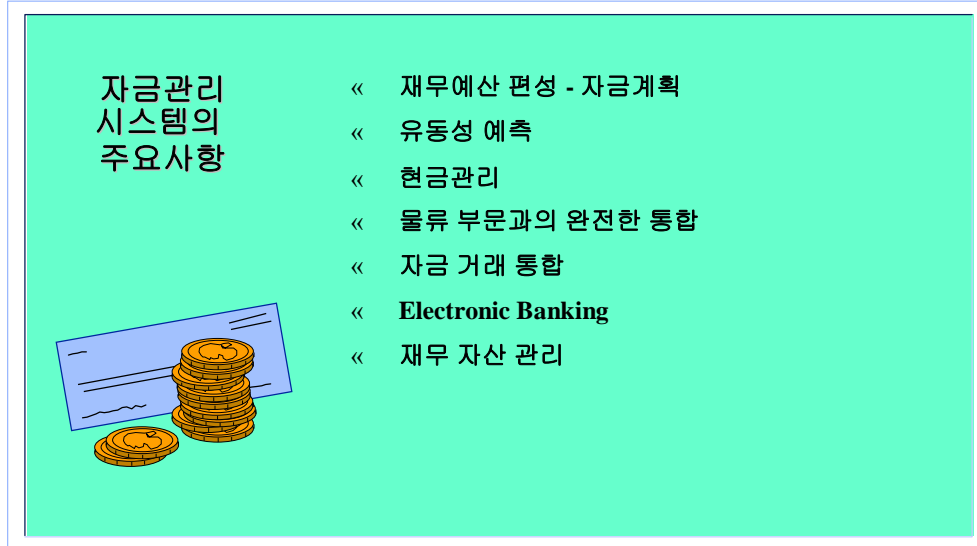 자금관리
시스템의
주요사항
« 재무예산 편성 - 자금계획
« 유동성 예측
« 현금관리
« 물류 부문과의 완전한 통합
« 자금 거래 통합
« Electronic Banking
« 재무 자산 관리